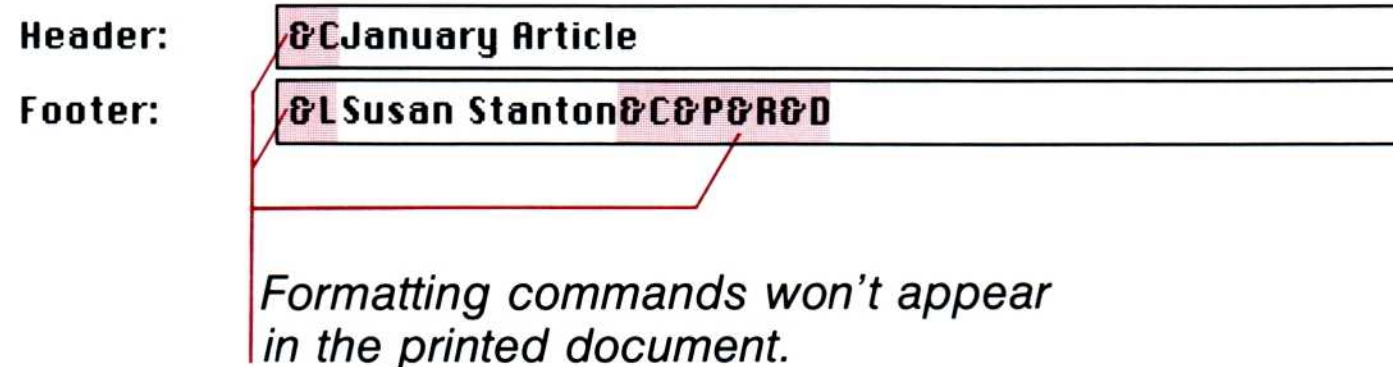 Header: &CJanuary Article
Footer: &LSusan Stanton&C&P&R&D
Formatting commands won't appear
in the printed document.